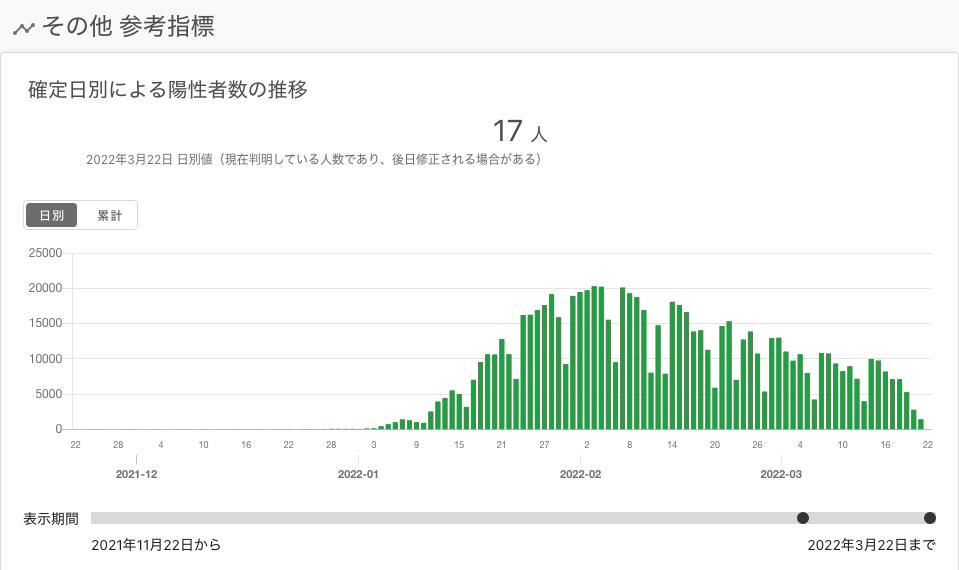 その他 参考指標
確定日別による陽性者数の推移
17 人
2022年3月22日 日別値（現在判明している人数であり、後日修正される場合がある）
日別 累計
25000
20000
15000
10000
5000
0
22 28 4 10 16 22 28 3 9 15 21 27 2 8 14 20 26 4 10 16 22
2021-12 2022-01 2022-02 2022-03
表示期間
2021年11月22日から 2022年3月22日まで